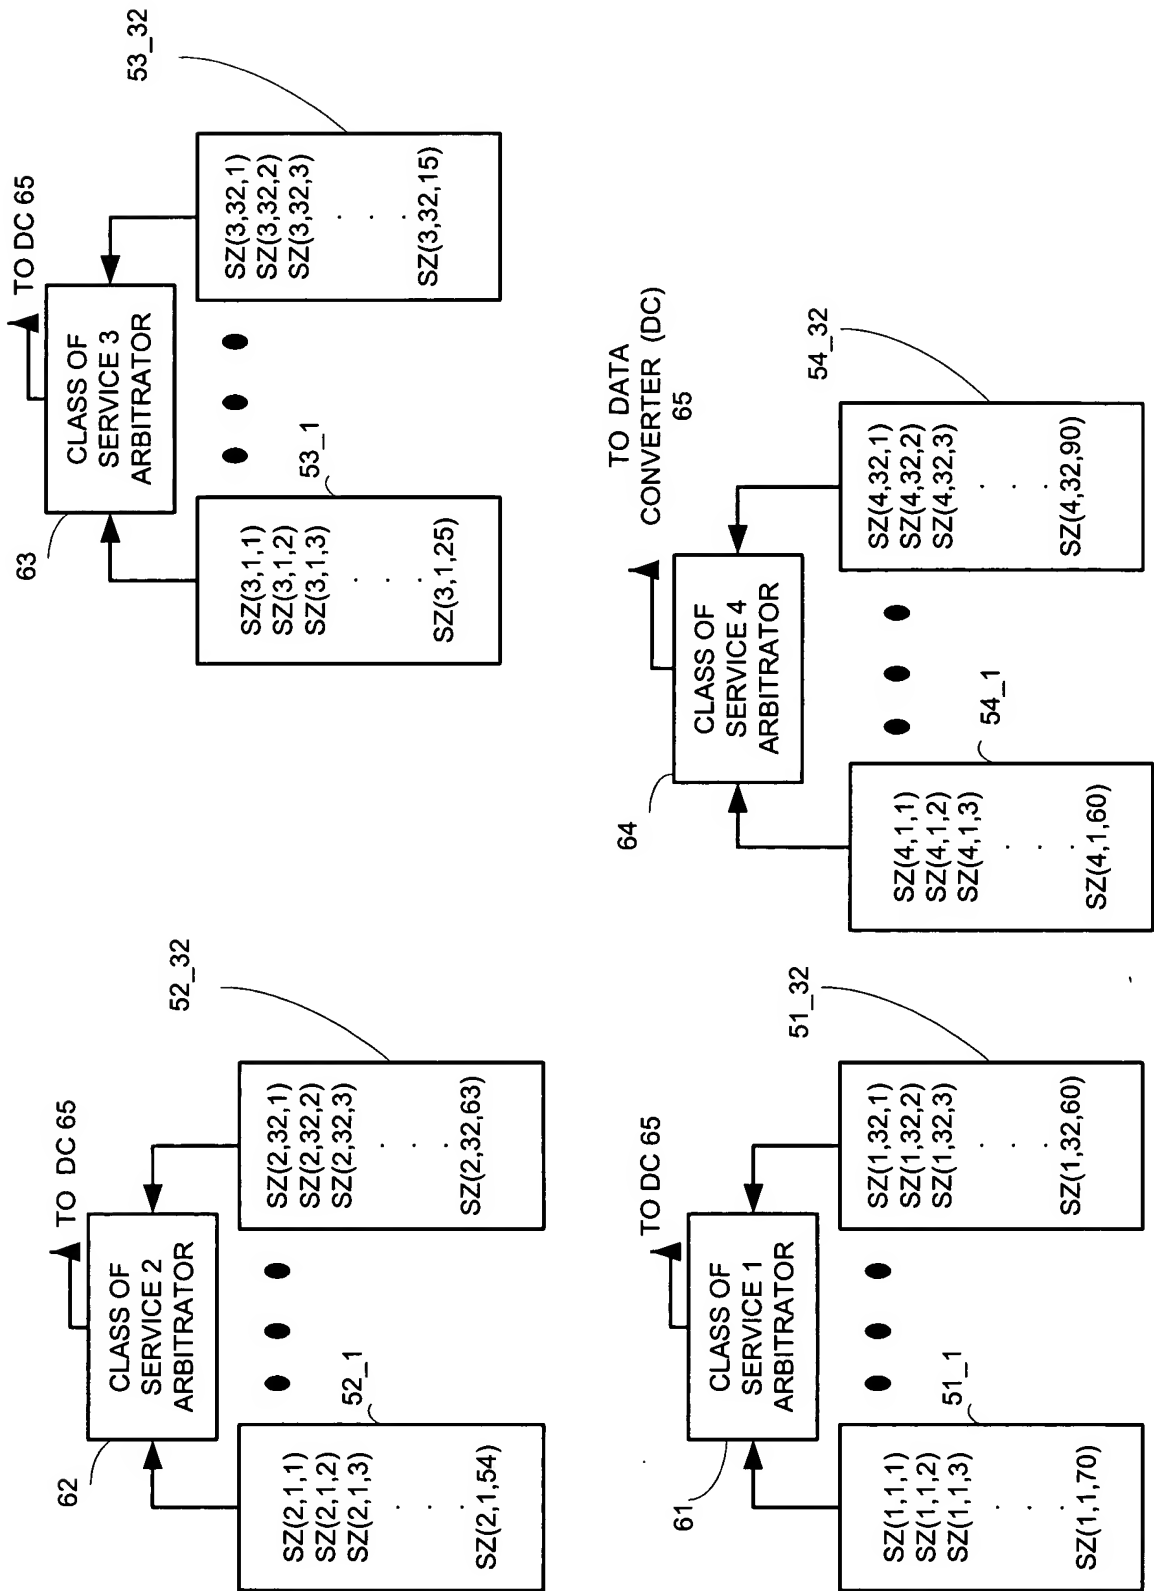 TO DC 65
62
CLASS OF
SERVICE 2
ARBITRATOR
52_32
52_1
SZ(2,1,1)
SZ(2,1,2)
SZ(2,1,3)
. . .
SZ(2,1,54)
SZ(2,32,1)
SZ(2,32,2)
SZ(2,32,3)
. . .
SZ(2,32,63)
TO DC 65
63
CLASS OF
SERVICE 3
ARBITRATOR
53_32
53_1
SZ(3,1,1)
SZ(3,1,2)
SZ(3,1,3)
. . .
SZ(3,1,25)
SZ(3,32,1)
SZ(3,32,2)
SZ(3,32,3)
. . .
SZ(3,32,15)
TO DC 65
61
CLASS OF
SERVICE 1
ARBITRATOR
51_32
51_1
SZ(1,1,1)
SZ(1,1,2)
SZ(1,1,3)
. . .
SZ(1,1,70)
SZ(1,32,1)
SZ(1,32,2)
SZ(1,32,3)
. . .
SZ(1,32,60)
TO DATA
CONVERTER (DC)
65
64
CLASS OF
SERVICE 4
ARBITRATOR
54_32
54_1
SZ(4,1,1)
SZ(4,1,2)
SZ(4,1,3)
. . .
SZ(4,1,60)
SZ(4,32,1)
SZ(4,32,2)
SZ(4,32,3)
. . .
SZ(4,32,90)